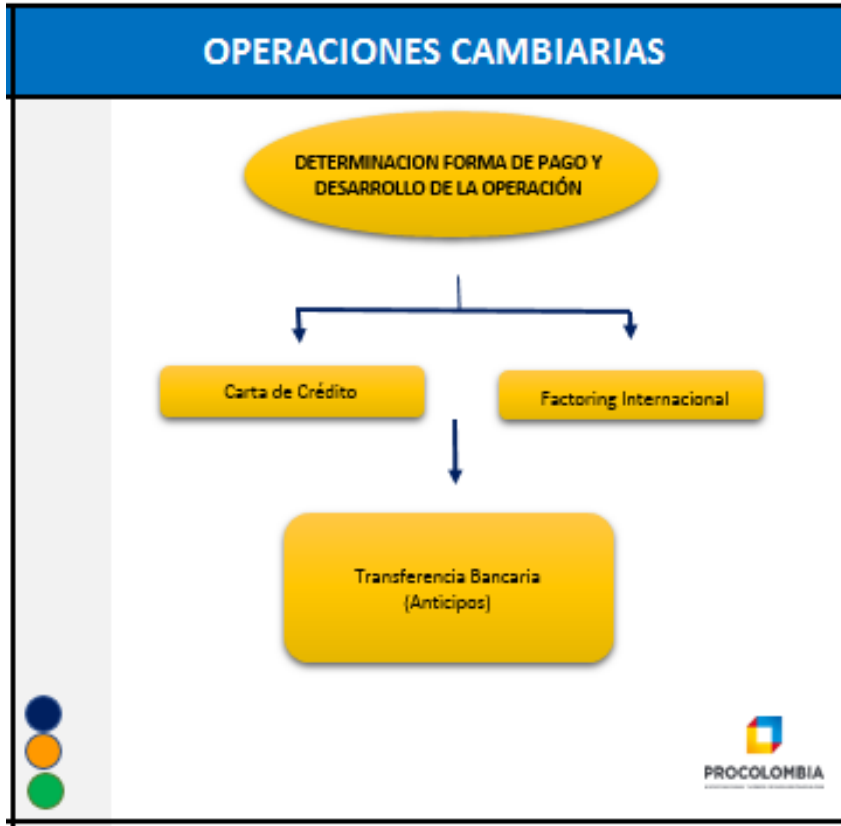 OPERACIONES CAMBIARIAS
DETERMINACION FORMA DE PAGO Y
DESARROLLO DE LA OPERACIÓN
Carta de Crédito
Factoring Internacional
Transferencia Bancaria
(Anticipos)
PROCOLOMBIA